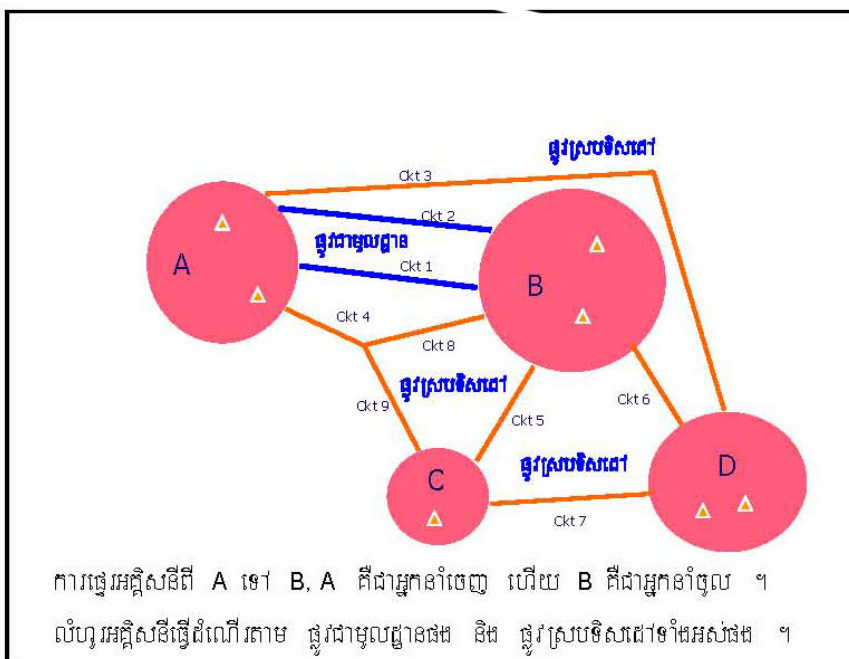 ផ្លូវស្របទិសដៅ
Ckt 3
Ckt 2
ផ្លូវជាមូលដ្ឋាន
A
Ckt 1
B
Ckt 4
Ckt 8
ផ្លូវស្របទិសដៅ
Ckt 9
Ckt 5
Ckt 6
ផ្លូវស្របទិសដៅ
C
D
Ckt 7
ការផ្ទេរអគ្គិសនីពី A ទៅ B, A គឺជាអ្នកនាំចេញ ហើយ B គឺជាអ្នកនាំចូល ។
លំហូរអគ្គិសនីធ្វើដំណើរតាម ផ្លូវជាមូលដ្ឋានផង និង ផ្លូវស្របទិសដៅទាំងអស់ផង ។